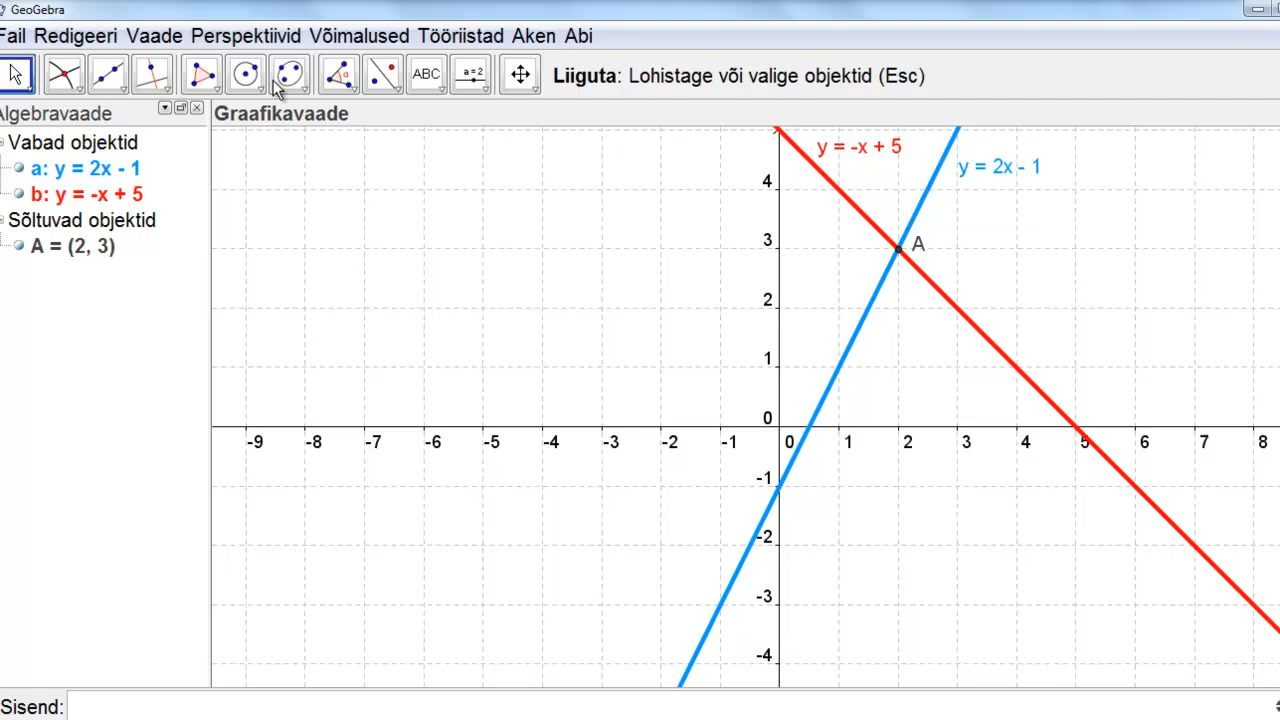 GeoGebra
Fail Redigeeri Vaade Perspektiivid Võimalused Tööriistad Aken Abi
ABC
a = 2
α
Liiguta: Lohistage või valige objektid (Esc)
Algebravaade
Graafikavaade
Vabad objektid
a: y = 2x - 1
b: y = -x + 5
Sõltuvad objektid
A = (2, 3)
y = -x + 5
y = 2x - 1
A
4
3
2
1
0
-1
-2
-3
-4
-9 -8 -7 -6 -5 -4 -3 -2 -1 0 1 2 3 4 5 6 7 8
Sisend: